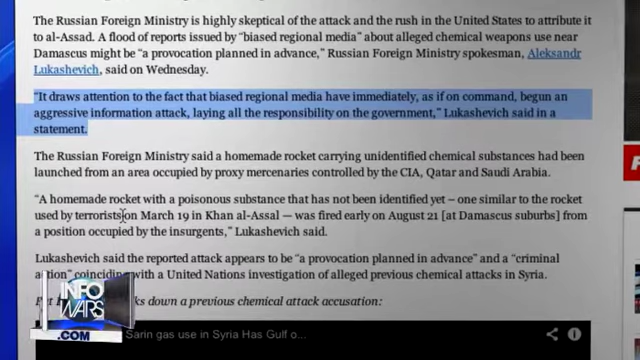 The Russian Foreign Ministry is highly skeptical of the attack and the rush in the United States to attribute it
to al-Assad. A flood of reports issued by “biased regional media” about alleged chemical weapons use near
Damascus might be “a provocation planned in advance,” Russian Foreign Ministry spokesman, Aleksandr
Lukashevich, said on Wednesday.
“It draws attention to the fact that biased regional media have immediately, as if on command, begun an
aggressive information attack, laying all the responsibility on the government,” Lukashevich said in a
statement.
The Russian Foreign Ministry said a homemade rocket carrying unidentified chemical substances had been
launched from an area occupied by proxy mercenaries controlled by the CIA, Qatar and Saudi Arabia.
“A homemade rocket with a poisonous substance that has not been identified yet – one similar to the rocket
used by terrorists on March 19 in Khan al-Assal — was fired early on August 21 [at Damascus suburbs] from
a position occupied by the insurgents,” Lukashevich said.
Lukashevich said the reported attack appears to be “a provocation planned in advance” and a “criminal
action” coinciding with a United Nations investigation of alleged previous chemical attacks in Syria.
down a previous chemical attack accusation:
INFO
WARS
.COM
Sarin gas use in Syria Has Gulf o...